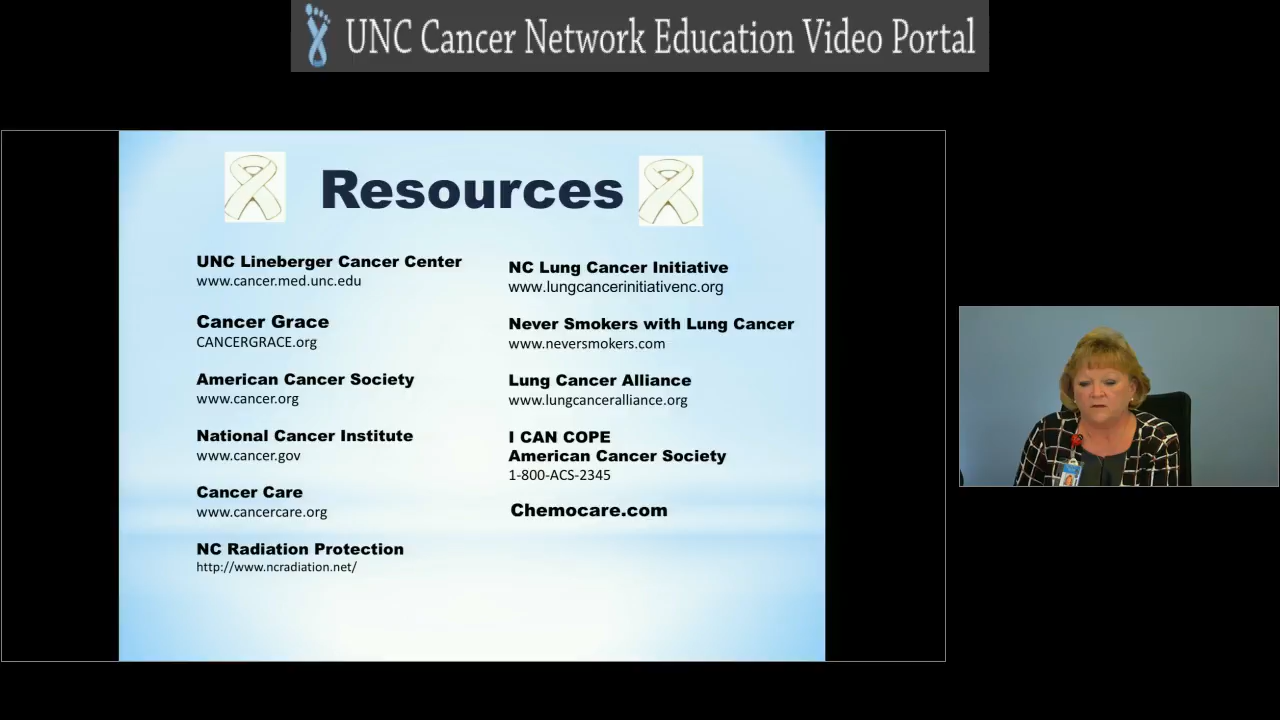 UNC Cancer Network Education Video Portal
Resources
UNC Lineberger Cancer Center
www.cancer.med.unc.edu
Cancer Grace
CANCERGRACE.org
American Cancer Society
www.cancer.org
National Cancer Institute
www.cancer.gov
Cancer Care
www.cancercare.org
NC Radiation Protection
http://www.ncradiation.net/
NC Lung Cancer Initiative
www.lungcancerinitiativenc.org
Never Smokers with Lung Cancer
www.neversmokers.com
Lung Cancer Alliance
www.lungcanceralliance.org
I CAN COPE
American Cancer Society
1-800-ACS-2345
Chemocare.com